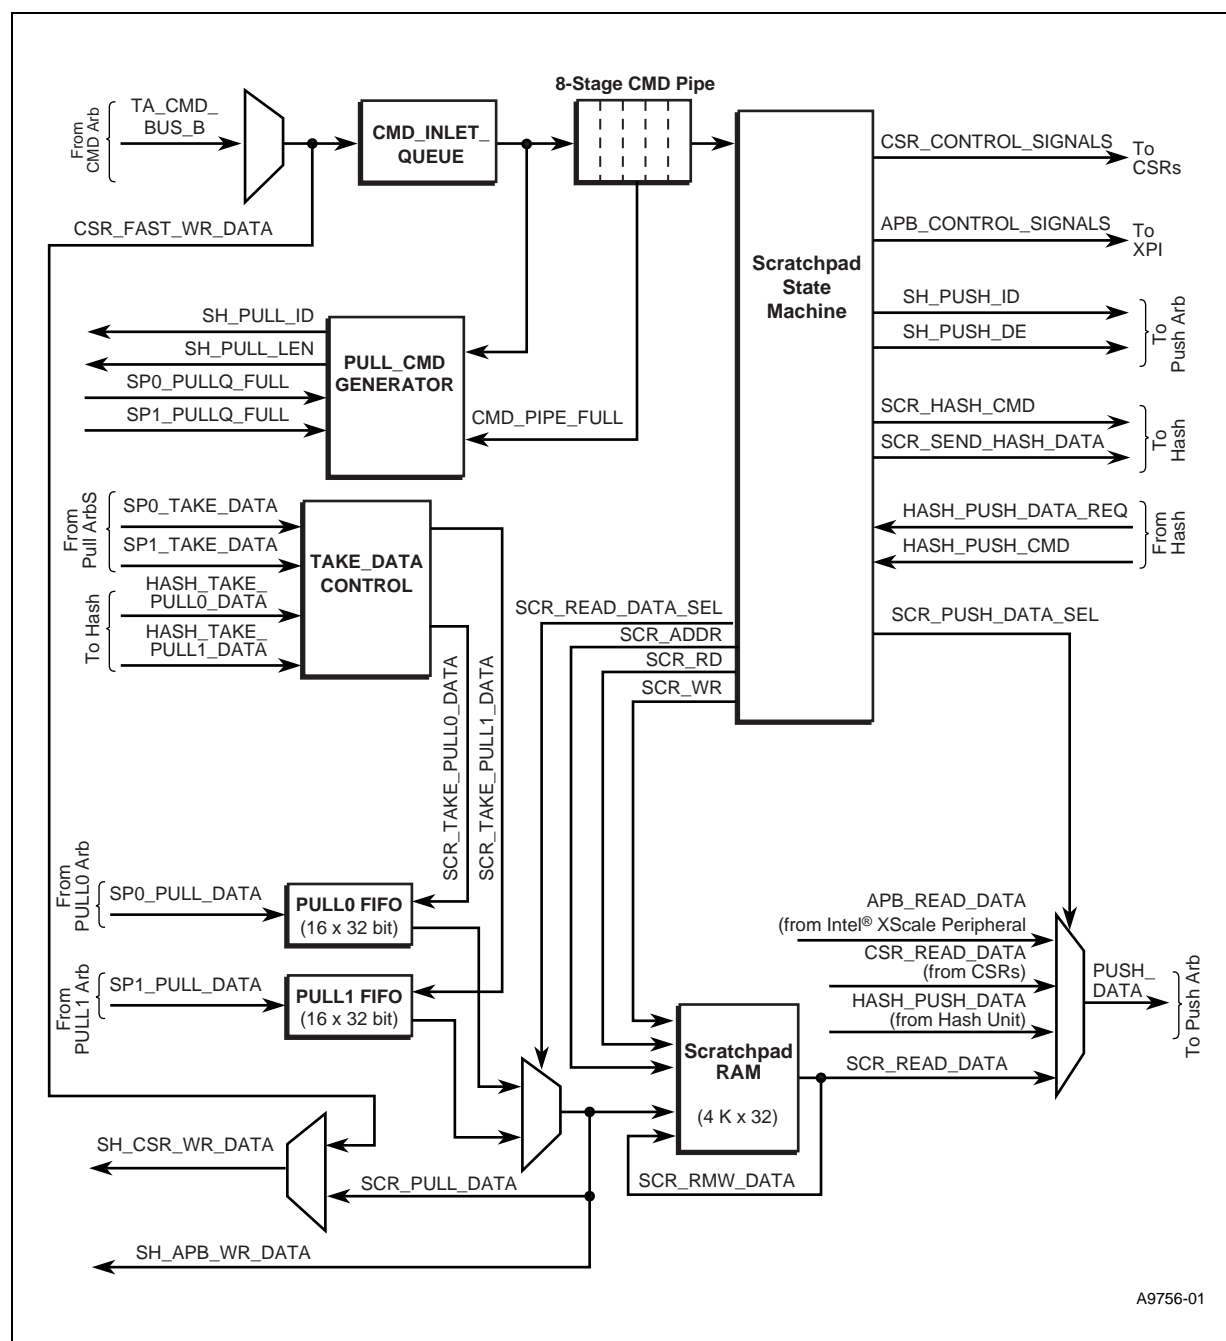 8-Stage CMD Pipe
From
CMD Arb
TA_CMD_
BUS_B
CMD_INLET_
QUEUE
CSR_CONTROL_SIGNALS
To
CSRs
CSR_FAST_WR_DATA
APB_CONTROL_SIGNALS
To
XPI
Scratchpad
State
Machine
SH_PULL_ID
SH_PULL_LEN
SP0_PULLQ_FULL
SP1_PULLQ_FULL
PULL_CMD
GENERATOR
CMD_PIPE_FULL
SH_PUSH_ID
SH_PUSH_DE
To
Push Arb
SCR_HASH_CMD
SCR_SEND_HASH_DATA
To
Hash
From
Pull ArbS
SP0_TAKE_DATA
SP1_TAKE_DATA
To Hash
HASH_TAKE_
PULL0_DATA
HASH_TAKE_
PULL1_DATA
TAKE_DATA
CONTROL
HASH_PUSH_DATA_REQ
HASH_PUSH_CMD
From
Hash
SCR_READ_DATA_SEL
SCR_ADDR
SCR_RD
SCR_WR
SCR_PUSH_DATA_SEL
SCR_TAKE_PULL0_DATA
SCR_TAKE_PULL1_DATA
From
PULL0 Arb
SP0_PULL_DATA
PULL0 FIFO
(16 x 32 bit)
From
PULL1 Arb
SP1_PULL_DATA
PULL1 FIFO
(16 x 32 bit)
APB_READ_DATA
(from Intel® XScale Peripheral
CSR_READ_DATA
(from CSRs)
HASH_PUSH_DATA
(from Hash Unit)
PUSH_
DATA
To Push Arb
Scratchpad
RAM
(4 K x 32)
SCR_READ_DATA
SCR_RMW_DATA
SH_CSR_WR_DATA
SCR_PULL_DATA
SH_APB_WR_DATA
A9756-01